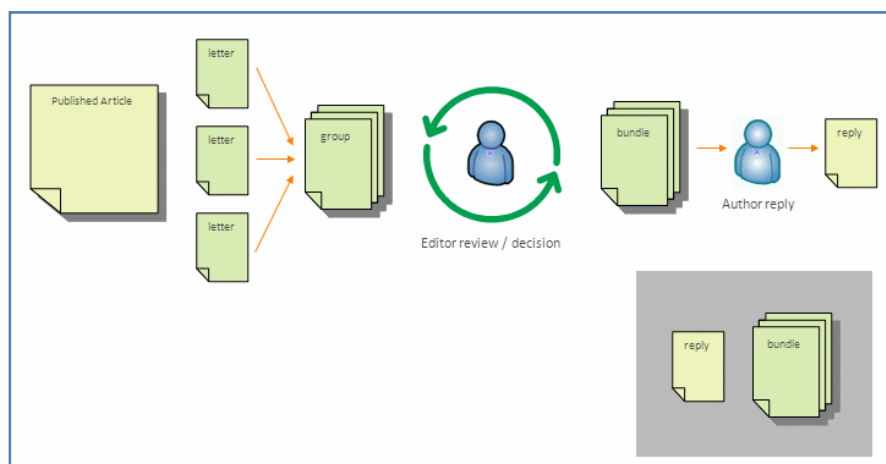 Published Article
letter
letter
letter
group
Editor review / decision
bundle
Author reply
reply
reply
bundle